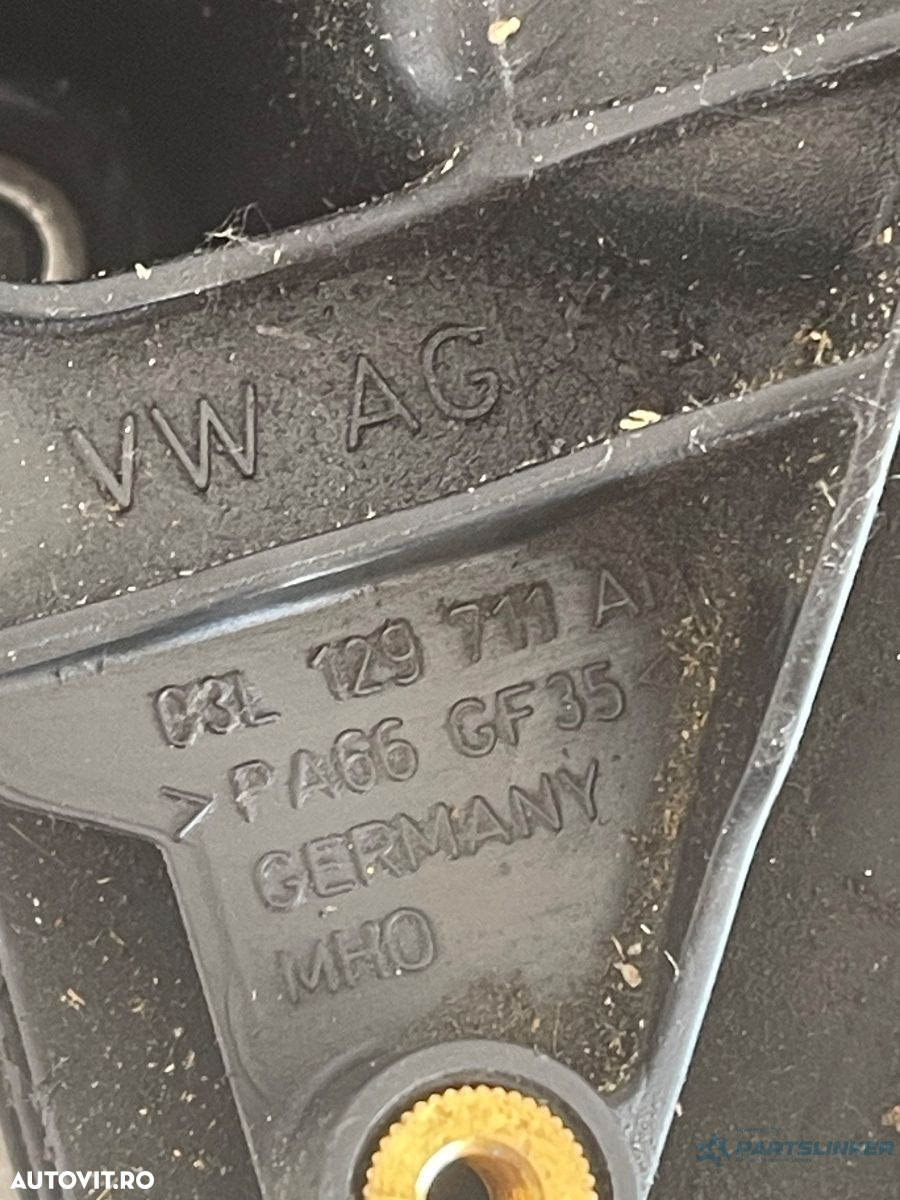 VW AG
03L 129 711 A
>PA66 GF35<
GERMANY
MHO
PARTSLINKER
AUTOVIT.RO